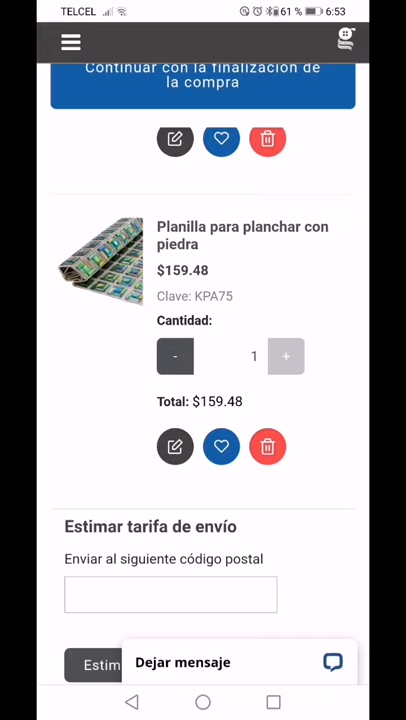 TELCEL
61 %
6:53
Continuar con la finalización de
la compra
Planilla para planchar con
piedra
$159.48
Clave: KPA75
Cantidad:
- 1 +
Total: $159.48
Estimar tarifa de envío
Enviar al siguiente código postal
Estim
Dejar mensaje